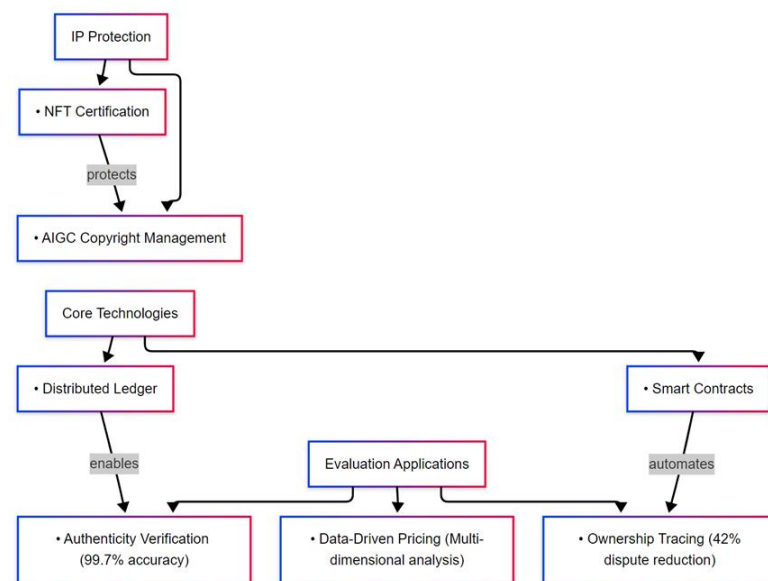 IP Protection
• NFT Certification
protects
• AIGC Copyright Management
Core Technologies
• Distributed Ledger
• Smart Contracts
enables
Evaluation Applications
automates
• Authenticity Verification
(99.7% accuracy)
• Data-Driven Pricing (Multi-
dimensional analysis)
• Ownership Tracing (42%
dispute reduction)